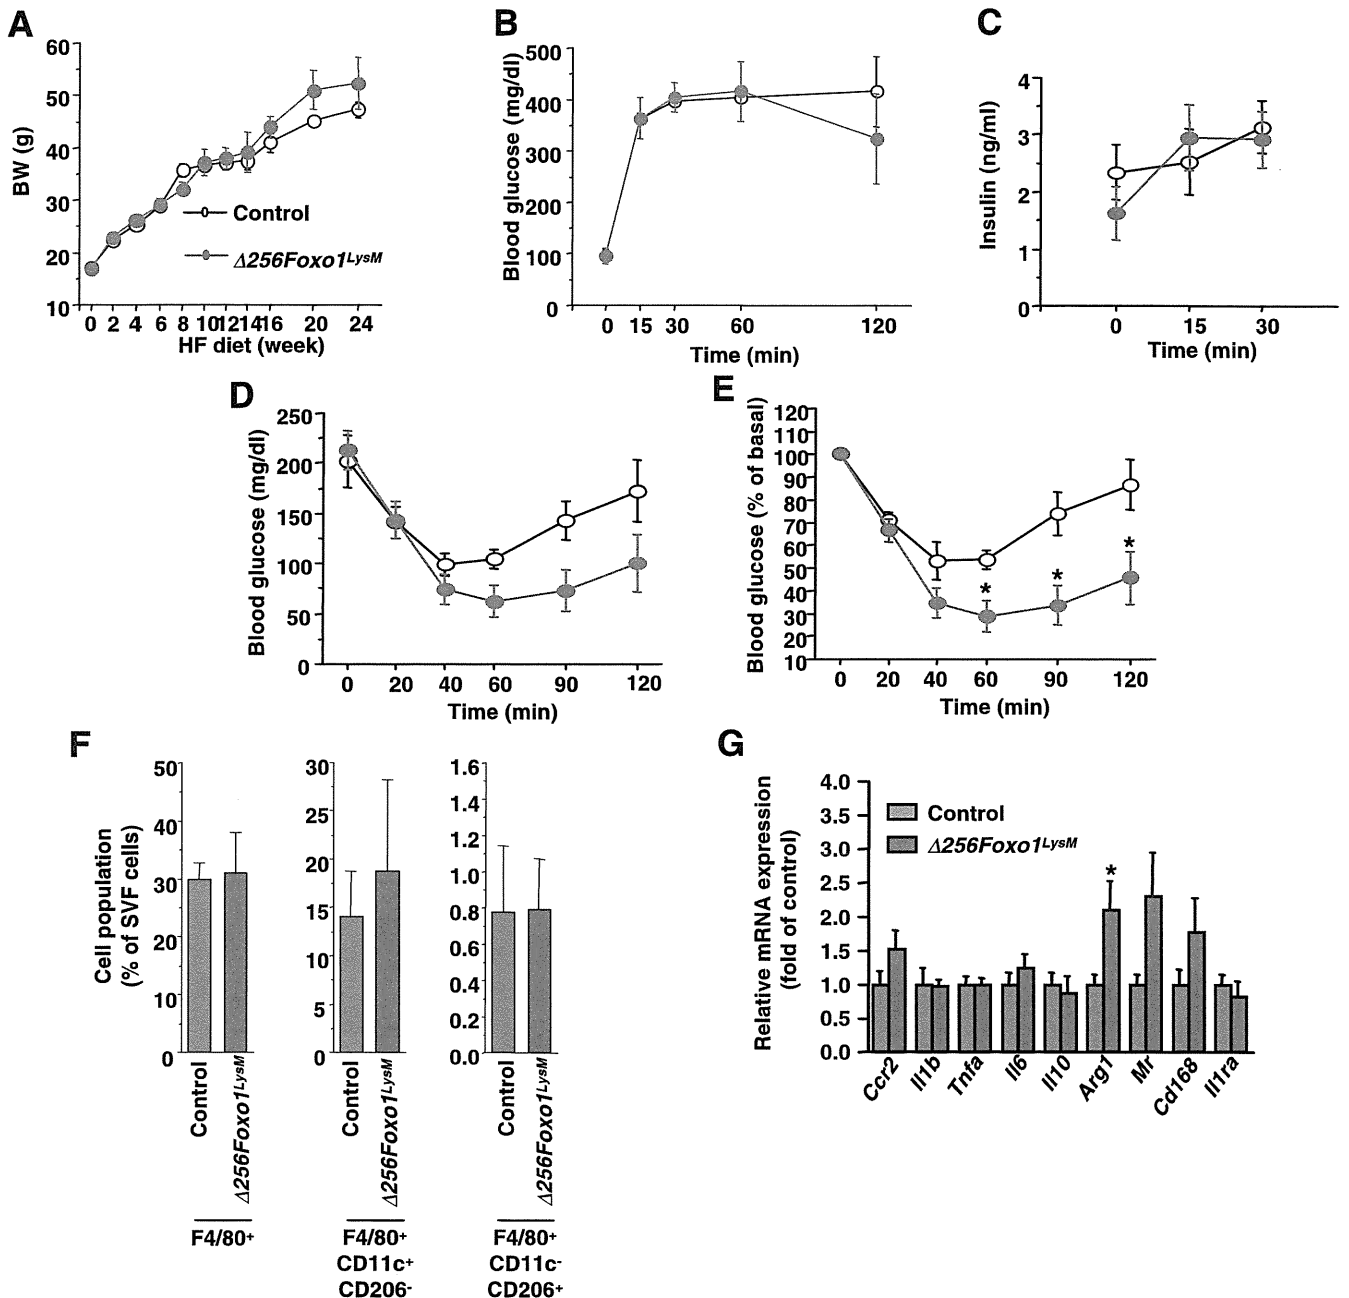 A
BW (g)
60
50
40
30
20
10
Control
Δ256Foxo1LysM
0 2 4 6 8 10 12 14 16 20 24
HF diet (week)
B
Blood glucose (mg/dl)
500
400
300
200
100
0
0 15 30 60 120
Time (min)
C
Insulin (ng/ml)
4
3
2
1
0
0 15 30
Time (min)
D
Blood glucose (mg/dl)
250
200
150
100
50
0
0 20 40 60 90 120
Time (min)
E
Blood glucose (% of basal)
120
110
100
90
80
70
60
50
40
30
20
10
* * *
0 20 40 60 90 120
Time (min)
F
Cell population
(% of SVF cells)
50
40
30
20
10
0
Control
Δ256Foxo1LysM
F4/80+
30
25
20
15
10
5
0
Control
Δ256Foxo1LysM
F4/80+
CD11c+
CD206-
1.6
1.4
1.2
1.0
0.8
0.6
0.4
0.2
0.0
Control
Δ256Foxo1LysM
F4/80+
CD11c-
CD206+
G
Relative mRNA expression
(fold of control)
4.0
3.5
3.0
2.5
2.0
1.5
1.0
0.5
0.0
Control
Δ256Foxo1LysM
*
Ccr2 Il1b Tnfa Il6 Il10 Arg1 Mr Cd168 Il1ra